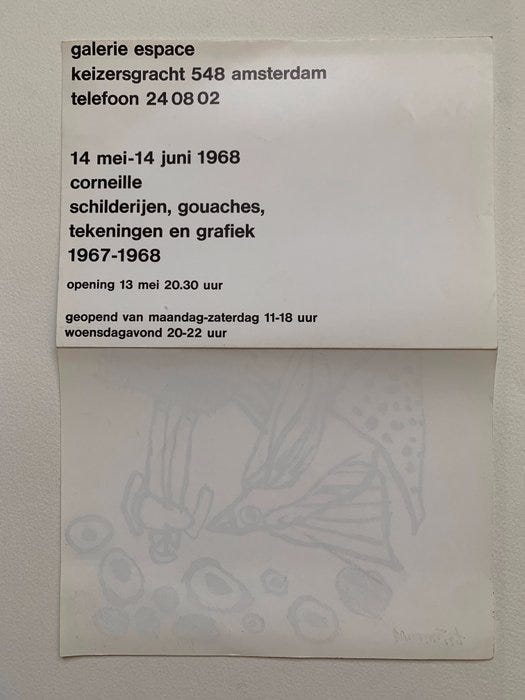 galerie espace
keizersgracht 548 amsterdam
telefoon 24 08 02
14 mei-14 juni 1968
corneille
schilderijen, gouaches,
tekeningen en grafiek
1967-1968
opening 13 mei 20.30 uur
geopend van maandag-zaterdag 11-18 uur
woensdagavond 20-22 uur